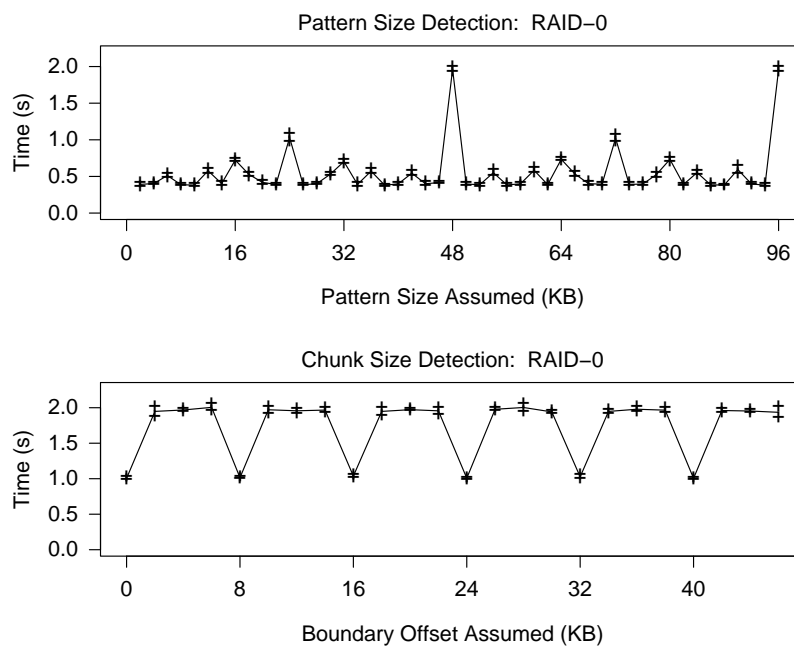 Pattern Size Detection: RAID−0
Time (s)
2.0
1.5
1.0
0.5
0.0
0 16 32 48 64 80 96
Pattern Size Assumed (KB)
Chunk Size Detection: RAID−0
Time (s)
2.0
1.5
1.0
0.5
0.0
0 8 16 24 32 40
Boundary Offset Assumed (KB)